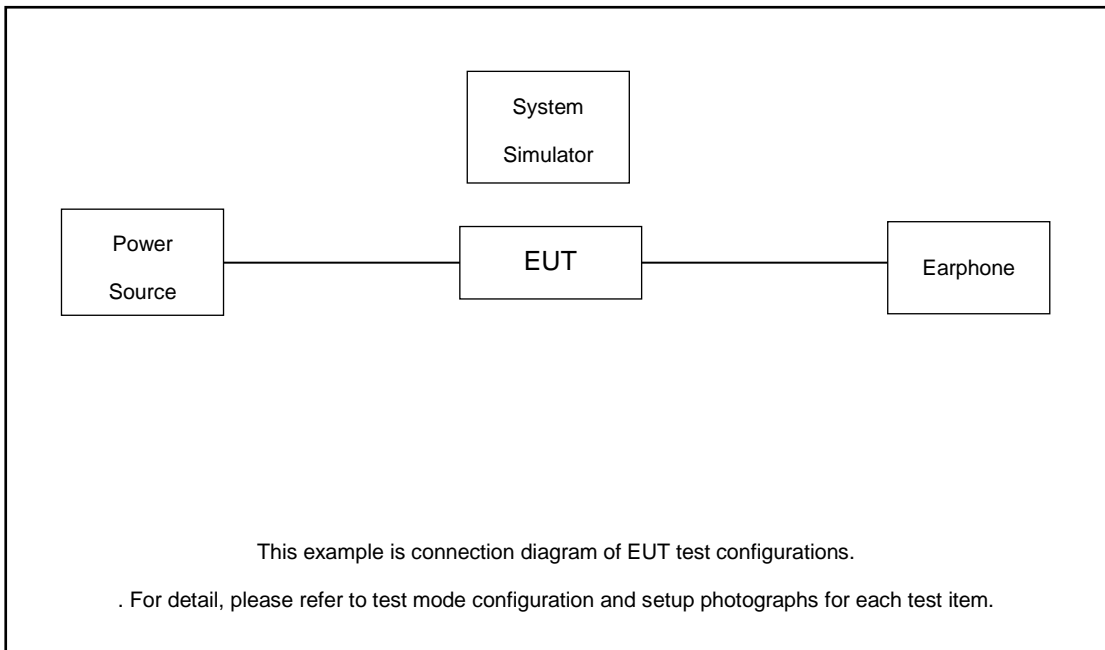 System
Simulator
Power
Source
EUT
Earphone
This example is connection diagram of EUT test configurations.
. For detail, please refer to test mode configuration and setup photographs for each test item.